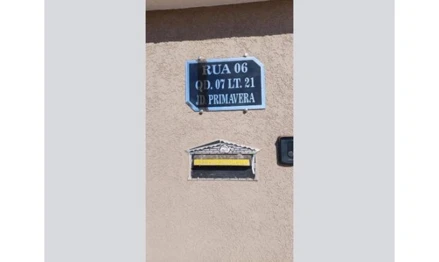 RUA 06
QD. 07 LT. 21
JD. PRIMAVERA